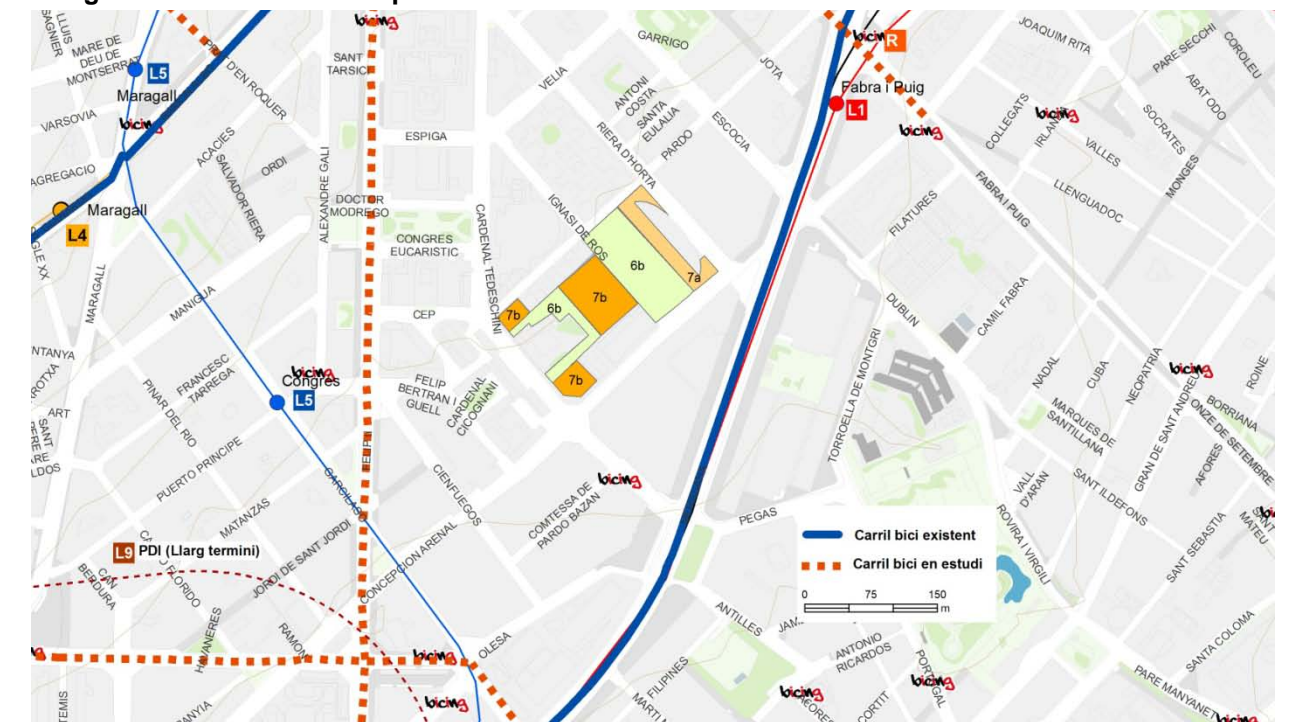 LLUIS
SAGNIER
MARE DE
DEU DE
MONTSERRAT
L5
Maragall
VARSOVIA
bicing
AGREGACIO
ACACIES
SALVADOR RIERA
ORDI
Maragall
L4
MARAGALL
MANIGUA
SANT
TARSICI
bicing
ALEXANDRE GALI
ESPIGA
DOCTOR
MODREGO
CONGRES
EUCARISTIC
CARDENAL TEDESCHINI
CEP
VELIA
GARRIGO
ANTONI
COSTA
SANTA
EULALIA
PARDO
RIERA D'HORTA
ESCOCIA
JOTA
IGNASI DE ROS
6b
7a
7b
6b
7b
7b
bicing
R
Fabra i Puig
L1
bicing
JOAQUIM RITA
PARE SECCHI
COROLEU
ABAT ODO
SOCRATES
COLLEGATS
IRLANDA
bicing
VALLES
MONGES
LLENGUADOC
FABRA I PUIG
FILATURES
DUBLIN
CAMIL FABRA
TORROELLA DE MONTGRI
NADAL
CUBA
NEOPATRIA
bicing
ROINE
BORRIANA
ONZE DE SETEMBRE
MARQUES DE
SANTILLANA
GRAN DE SANT ANDREU
AFORES
SANT ILDEFONS
VALL
D'ARAN
ROVIRA I VIRGILI
SANT SEBASTIA
SANT
MATEU
FRANCESC
TARREGA
PINAR DEL RIO
bicing
Congres
L5
FELIP
BERTRAN I
GUELL
CARDENAL
CICOGNANI
PUERTO PRINCIPE
MATANZAS
GARCILASO
FELIP II
CIENFUEGOS
COMTESSA DE
PARDO BAZAN
bicing
PEGAS
L9 PDI (Llarg termini)
CAN
BERDURA
JORDI DE SANT JORDI
CONCEPCION ARENAL
HAVANERES
RAMON
bicing
OLESA
bicing
Carril bici existent
Carril bici en estudi
0 75 150
m
ANTILLES
FILIPINES
ANTONIO
RICARDOS
PORTUGAL
bicing
bicing
CORTIT
SANTA COLOMA
PARE MANYANET
bicing